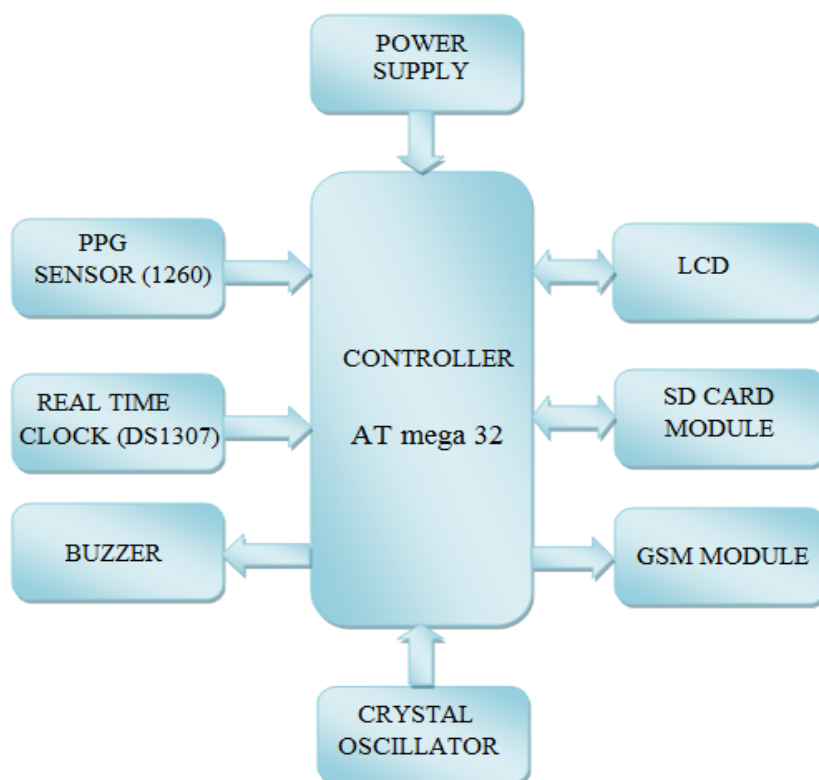 POWER
SUPPLY
PPG
SENSOR (1260)
LCD
CONTROLLER
AT mega 32
REAL TIME
CLOCK (DS1307)
SD CARD
MODULE
BUZZER
GSM MODULE
CRYSTAL
OSCILLATOR